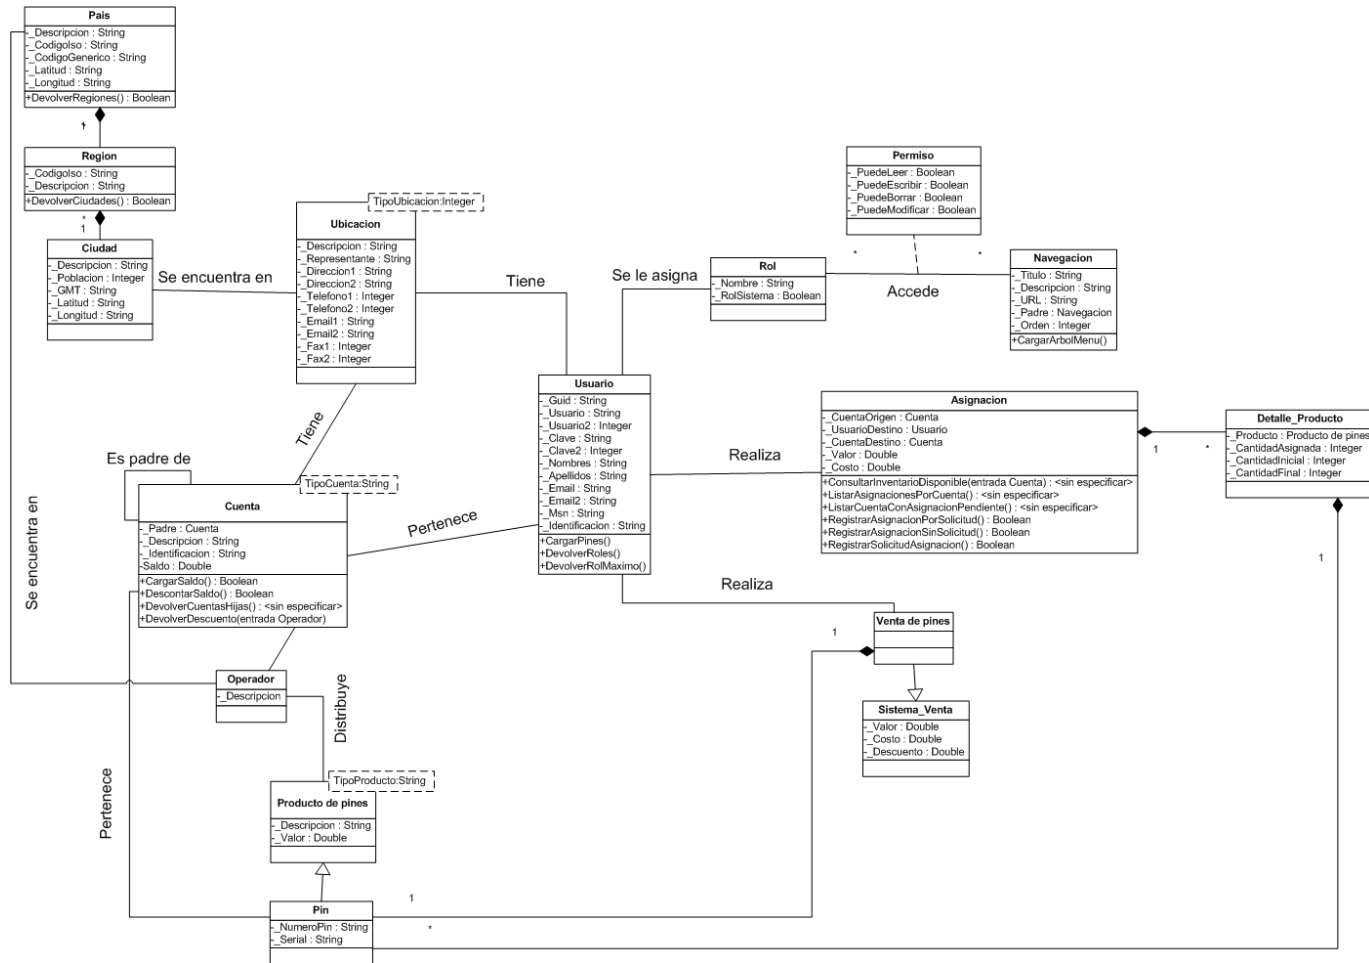 Pais
-_Descripcion : String
-_CodigoIso : String
-_CodigoGenerico : String
-_Latitud : String
-_Longitud : String
+DevolverRegiones() : Boolean
1
Region
-_CodigoIso : String
-_Descripcion : String
+DevolverCiudades() : Boolean
*
1
Ciudad
-_Descripcion : String
-_Poblacion : Integer
-_GMT : String
-_Latitud : String
-_Longitud : String
Se encuentra en
TipoUbicacion:Integer
Ubicacion
-_Descripcion : String
-_Representante : String
-_Direccion1 : String
-_Direccion2 : String
-_Telefono1 : Integer
-_Telefono2 : Integer
-_Email1 : String
-_Email2 : String
-_Fax1 : Integer
-_Fax2 : Integer
Tiene
Se le asigna
Rol
-_Nombre : String
-_RolSistema : Boolean
Permiso
-_PuedeLeer : Boolean
-_PuedeEscribir : Boolean
-_PuedeBorrar : Boolean
-_PuedeModificar : Boolean
*
*
Accede
Navegacion
-_Titulo : String
-_Descripcion : String
-_URL : String
-_Padre : Navegacion
-_Orden : Integer
+CargarArbolMenu()
Usuario
-_Guid : String
-_Usuario : String
-_Usuario2 : Integer
-_Clave : String
-_Clave2 : Integer
-_Nombres : String
-_Apellidos : String
-_Email : String
-_Email2 : String
-_Msn : String
-_Identificacion : String
+CargarPines()
+DevolverRoles()
+DevolverRolMaximo()
Realiza
Asignacion
-_CuentaOrigen : Cuenta
-_UsuarioDestino : Usuario
-_CuentaDestino : Cuenta
-_Valor : Double
-_Costo : Double
+ConsultarInventarioDisponible(entrada Cuenta) : <sin especificar>
+ListarAsignacionesPorCuenta() : <sin especificar>
+ListarCuentaConAsignacionPendiente() : <sin especificar>
+RegistrarAsignacionPorSolicitud() : Boolean
+RegistrarAsignacionSinSolicitud() : Boolean
+RegistrarSolicitudAsignacion() : Boolean
1
*
Detalle_Producto
-_Producto : Producto de pines
-_CantidadAsignada : Integer
-_CantidadInicial : Integer
-_CantidadFinal : Integer
1
Tiene
Es padre de
TipoCuenta:String
Cuenta
-_Padre : Cuenta
-_Descripcion : String
-_Identificacion : String
-Saldo : Double
+CargarSaldo() : Boolean
+DescontarSaldo() : Boolean
+DevolverCuentasHijas() : <sin especificar>
+DevolverDescuento(entrada Operador)
Pertenece
Se encuentra en
Realiza
1
Venta de pines
Sistema_Venta
-_Valor : Double
-_Costo : Double
-_Descuento : Double
Operador
-_Descripcion
Distribuye
Pertenece
TipoProducto:String
Producto de pines
-_Descripcion : String
-_Valor : Double
Pin
-_NumeroPin : String
-_Serial : String
1
*